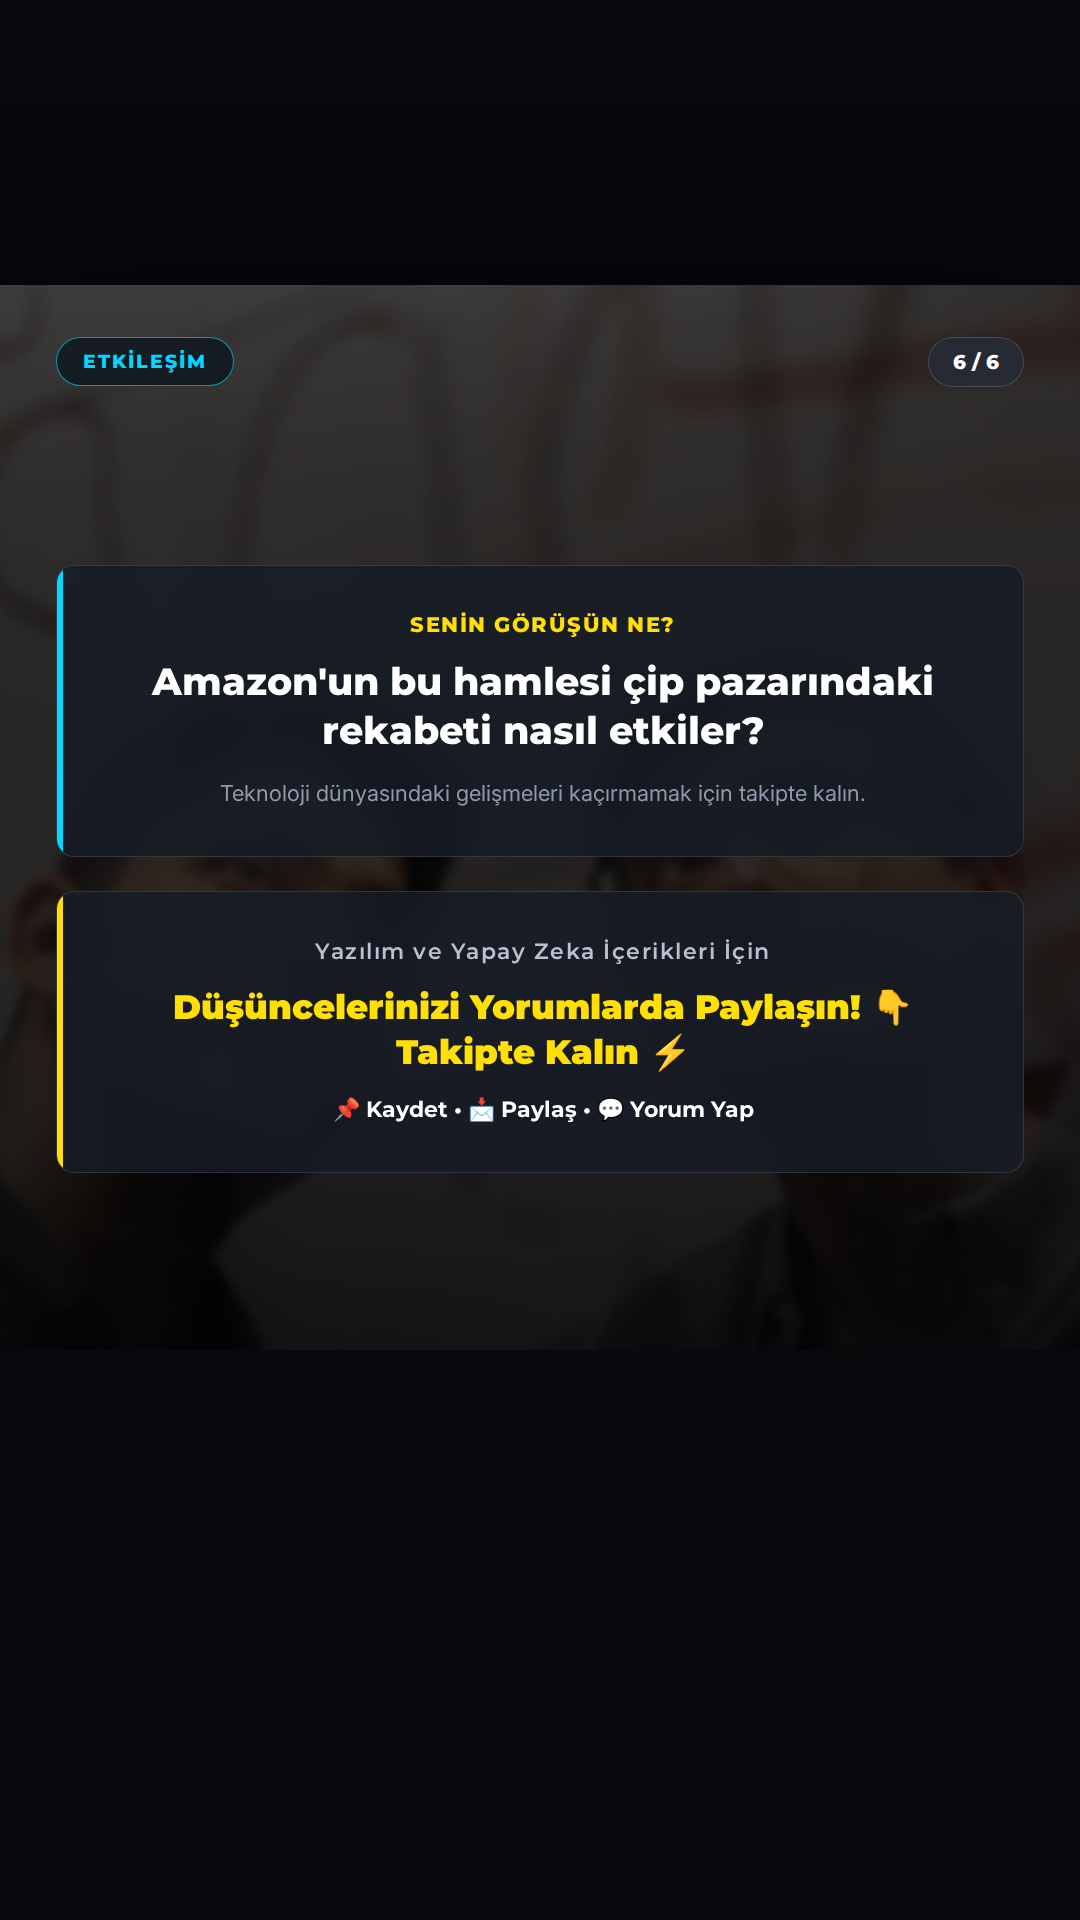 ETKİLEŞİM
6 / 6
SENİN GÖRÜŞÜN NE?
Amazon'un bu hamlesi çip pazarındaki
rekabeti nasıl etkiler?
Teknoloji dünyasındaki gelişmeleri kaçırmamak için takipte kalın.
Yazılım ve Yapay Zeka İçerikleri İçin
Düşüncelerinizi Yorumlarda Paylaşın! 👇
Takipte Kalın ⚡
📌 Kaydet • 📩 Paylaş • 💬 Yorum Yap